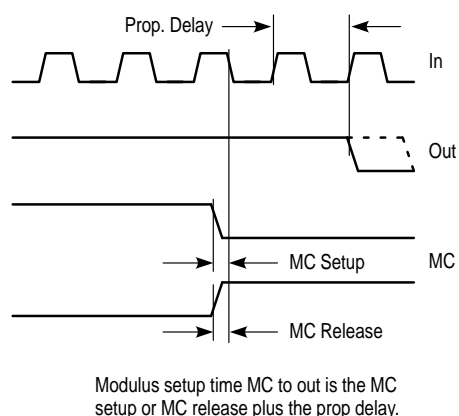 Prop. Delay
In
Out
MC Setup
MC
MC Release
Modulus setup time MC to out is the MC
setup or MC release plus the prop delay.